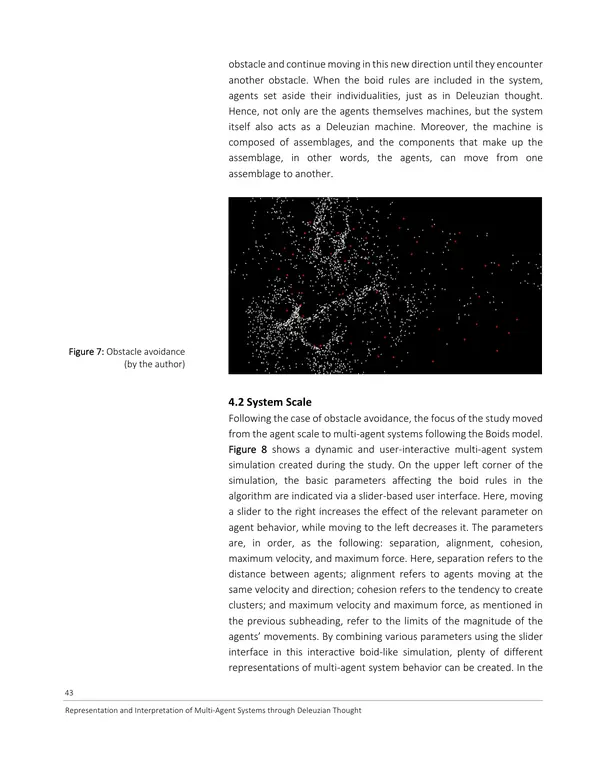 obstacle and continue moving in this new direction until they encounter
another obstacle. When the boid rules are included in the system,
agents set aside their individualities, just as in Deleuzian thought.
Hence, not only are the agents themselves machines, but the system
itself also acts as a Deleuzian machine. Moreover, the machine is
composed of assemblages, and the components that make up the
assemblage, in other words, the agents, can move from one
assemblage to another.
Figure 7: Obstacle avoidance
(by the author)
4.2 System Scale
Following the case of obstacle avoidance, the focus of the study moved
from the agent scale to multi-agent systems following the Boids model.
Figure 8 shows a dynamic and user-interactive multi-agent system
simulation created during the study. On the upper left corner of the
simulation, the basic parameters affecting the boid rules in the
algorithm are indicated via a slider-based user interface. Here, moving
a slider to the right increases the effect of the relevant parameter on
agent behavior, while moving to the left decreases it. The parameters
are, in order, as the following: separation, alignment, cohesion,
maximum velocity, and maximum force. Here, separation refers to the
distance between agents; alignment refers to agents moving at the
same velocity and direction; cohesion refers to the tendency to create
clusters; and maximum velocity and maximum force, as mentioned in
the previous subheading, refer to the limits of the magnitude of the
agents’ movements. By combining various parameters using the slider
interface in this interactive boid-like simulation, plenty of different
representations of multi-agent system behavior can be created. In the
43
Representation and Interpretation of Multi-Agent Systems through Deleuzian Thought